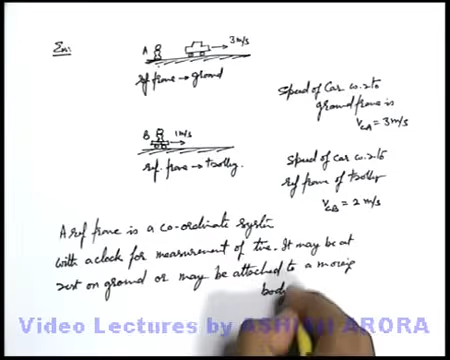 Ex:
A 3 m/s
ref frame → ground
Speed of Car w.r.to
ground frame is
V_CA = 3 m/s
B 1 m/s
ref. frame → trolley.
Speed of car w.r.to
ref frame of trolley
V_CB = 2 m/s
A ref frame is a co-ordinate system
with a clock for measurement of time. It may be at
rest on ground or may be attached to a moving
body
Video Lectures by ASHISH ARORA